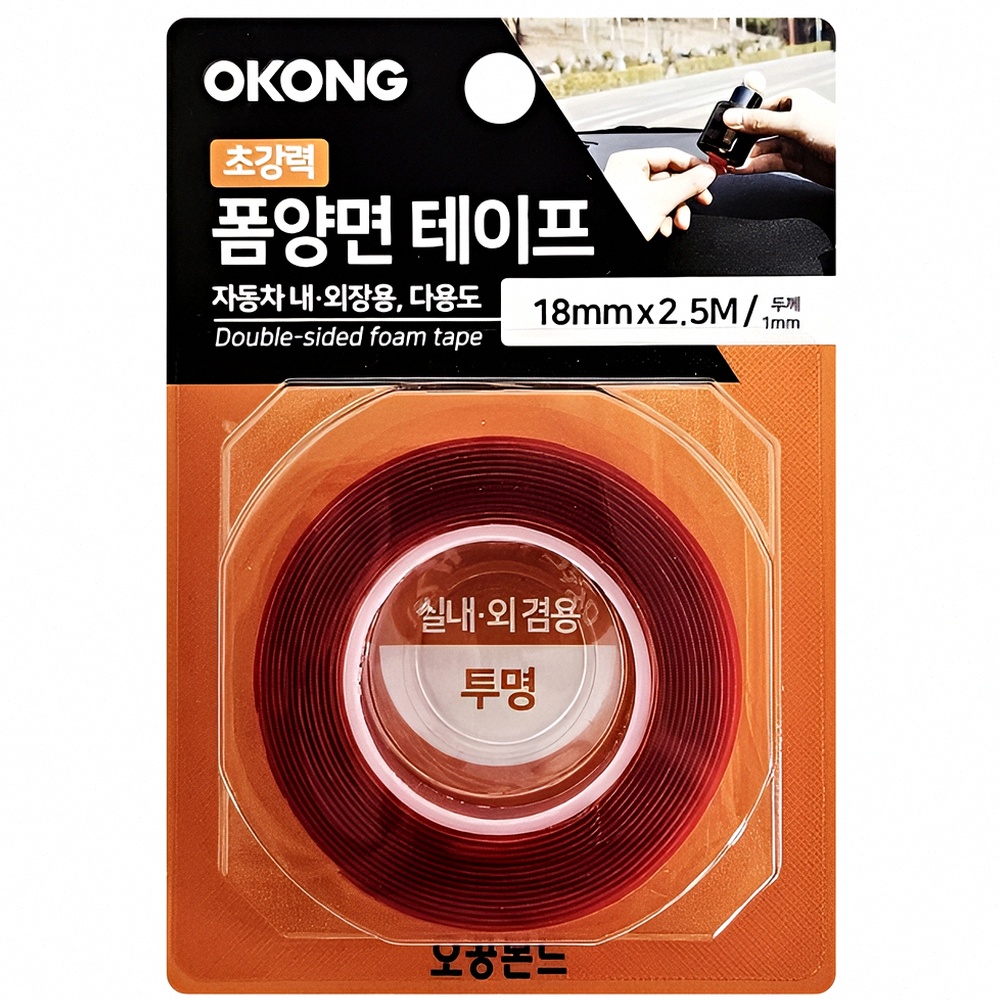 OKONG
초강력
폼양면 테이프
자동차 내·외장용, 다용도
Double-sided foam tape
18mmx2.5M/ 두께 1mm
실내·외 겸용
투명
오공본드